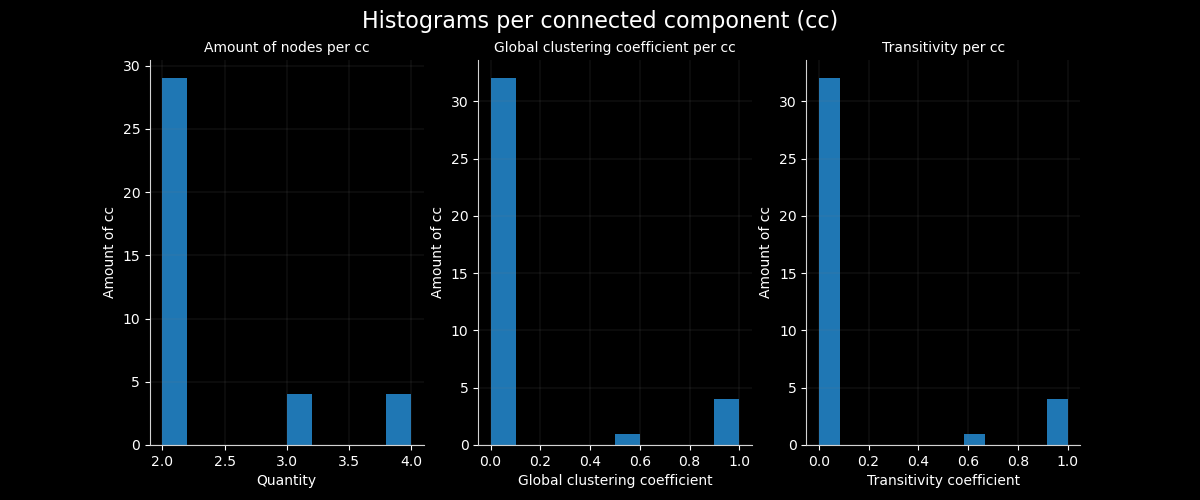 Histograms per connected component (cc)
Amount of nodes per cc
Global clustering coefficient per cc
Transitivity per cc
Amount of cc
30
25
20
15
10
5
0
2.0 2.5 3.0 3.5 4.0
Quantity
Amount of cc
30
25
20
15
10
5
0
0.0 0.2 0.4 0.6 0.8 1.0
Global clustering coefficient
Amount of cc
30
25
20
15
10
5
0
0.0 0.2 0.4 0.6 0.8 1.0
Transitivity coefficient